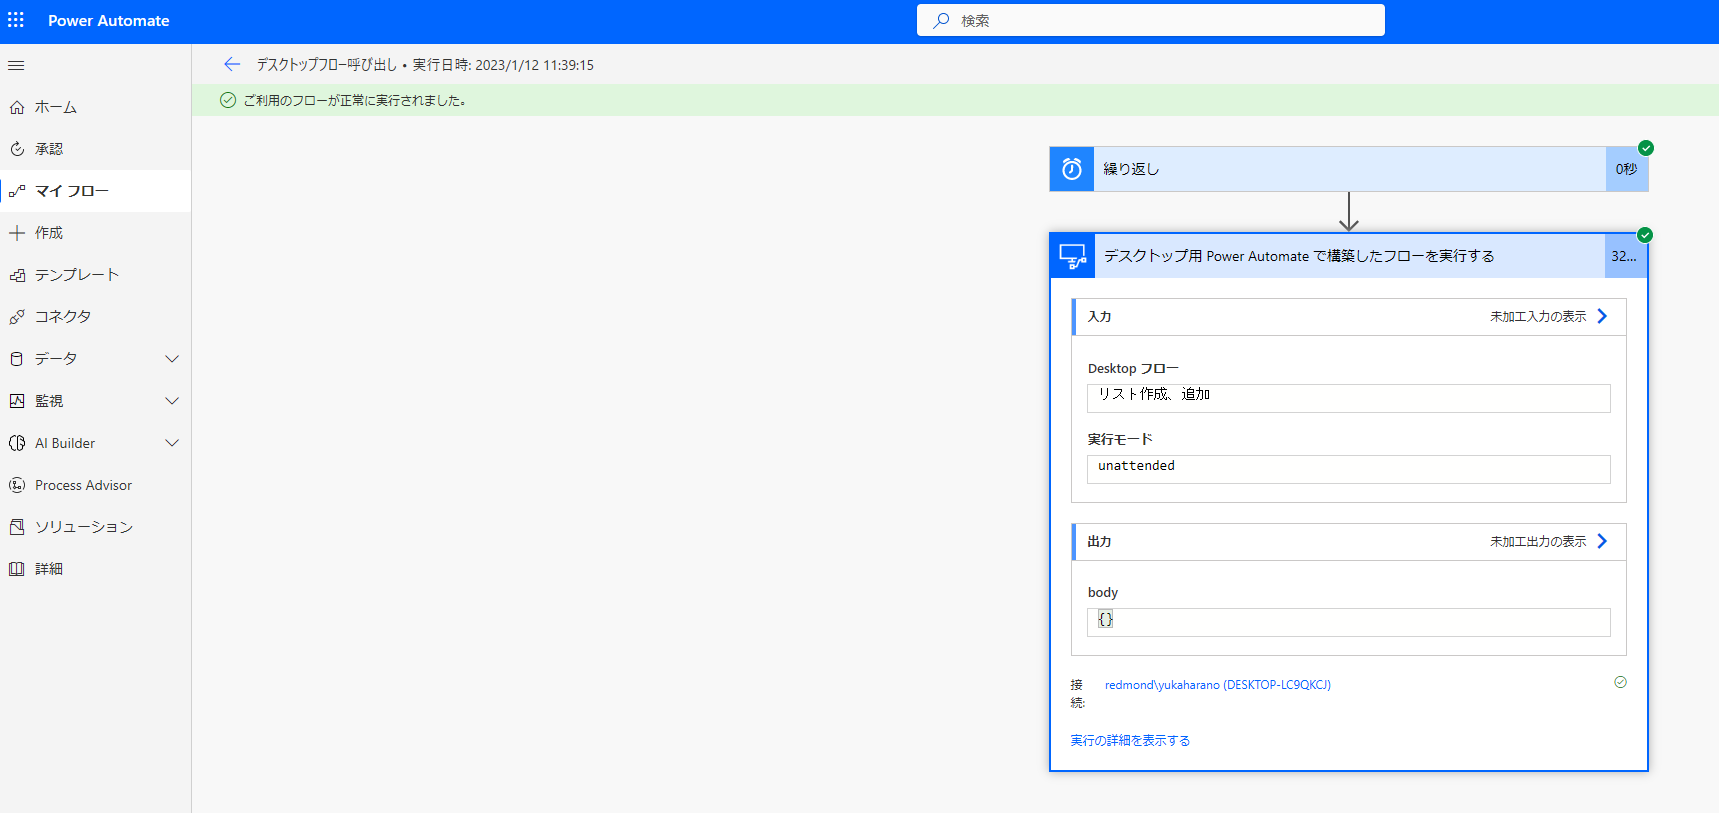 Power Automate
検索
デスクトップフロー呼び出し • 実行日時: 2023/1/12 11:39:15
ご利用のフローが正常に実行されました。
ホーム
承認
マイ フロー
作成
テンプレート
コネクタ
データ
監視
AI Builder
Process Advisor
ソリューション
詳細
繰り返し
0秒
デスクトップ用 Power Automate で構築したフローを実行する
32...
入力
未加工入力の表示
Desktop フロー
リスト作成、追加
実行モード
unattended
出力
未加工出力の表示
body
{}
接続:
redmond\yukaharano (DESKTOP-LC9QKCJ)
実行の詳細を表示する